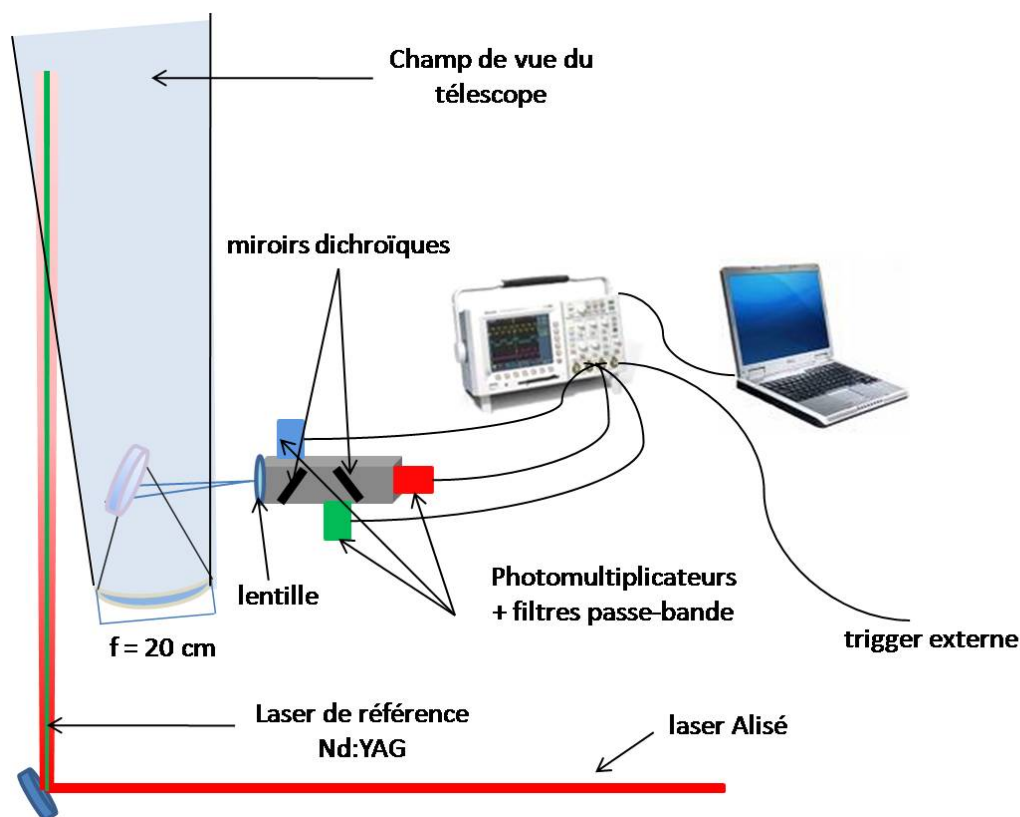 Champ de vue du
télescope
miroirs dichroïques
lentille
f = 20 cm
Photomultiplicateurs
+ filtres passe-bande
trigger externe
Laser de référence
Nd:YAG
laser Alisé